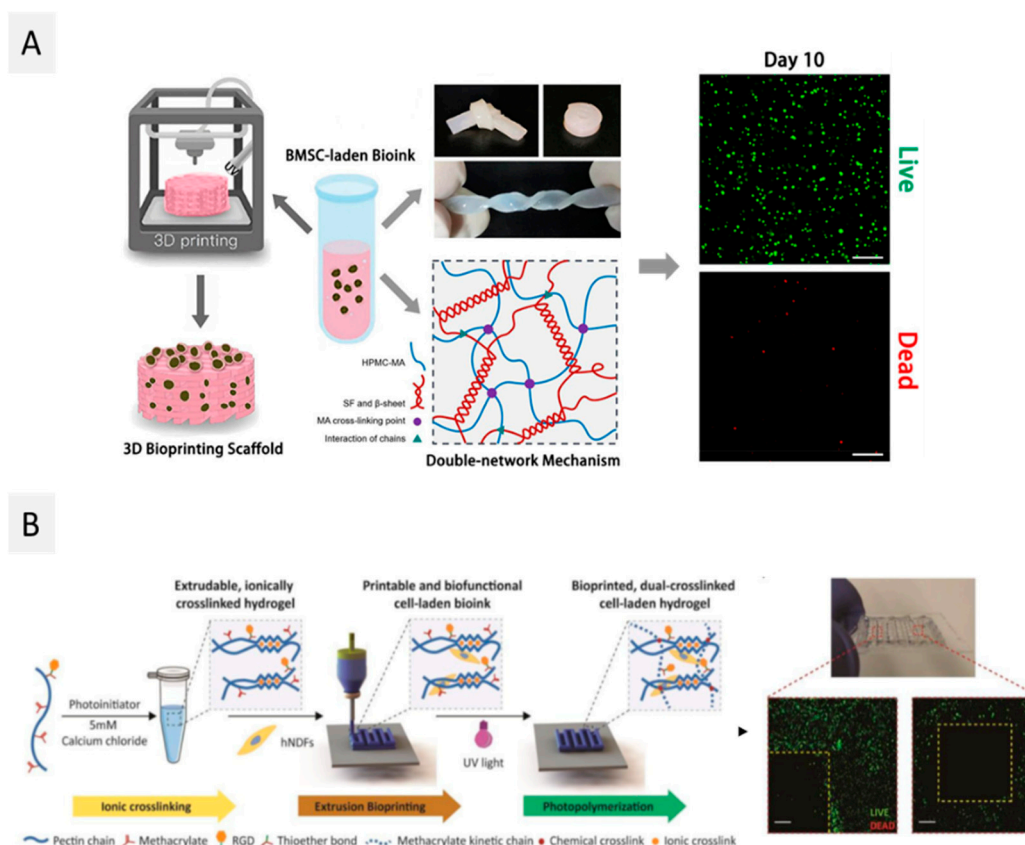 A
Day 10
BMSC-laden Bioink
UV
3D printing
Live
HPMC-MA
SF and β-sheet
MA cross-linking point
Interaction of chains
Dead
3D Bioprinting Scaffold
Double-network Mechanism
B
Extrudable, ionically
crosslinked hydrogel
Printable and biofunctional
cell-laden bioink
Bioprinted, dual-crosslinked
cell-laden hydrogel
Photoinitiator
5mM
Calcium chloride
hNDFs
UV light
Ionic crosslinking
Extrusion Bioprinting
Photopolymerization
LIVE
DEAD
Pectin chain
Methacrylate
RGD
Thioether bond
Methacrylate kinetic chain
Chemical crosslink
Ionic crosslink